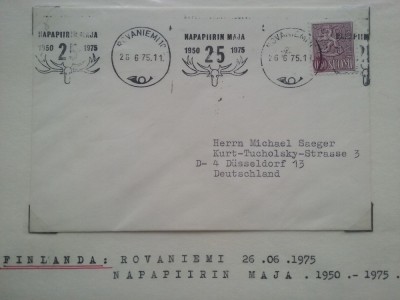 NAPAPIIRIN MAJA
1950 25 1975
ROVANIEMI
26.6.75.11
NAPAPIIRIN MAJA
1950 25 1975
ROVANIEMI
26.6.75.11
SUOMI
Herrn Michael Saeger
Kurt-Tucholsky-Strasse 3
D- 4 Düsseldorf 13
Deutschland
FINLANDA: ROVANIEMI 26 .06 .1975
NAPAPIIRIN MAJA . 1950 - 1975 .